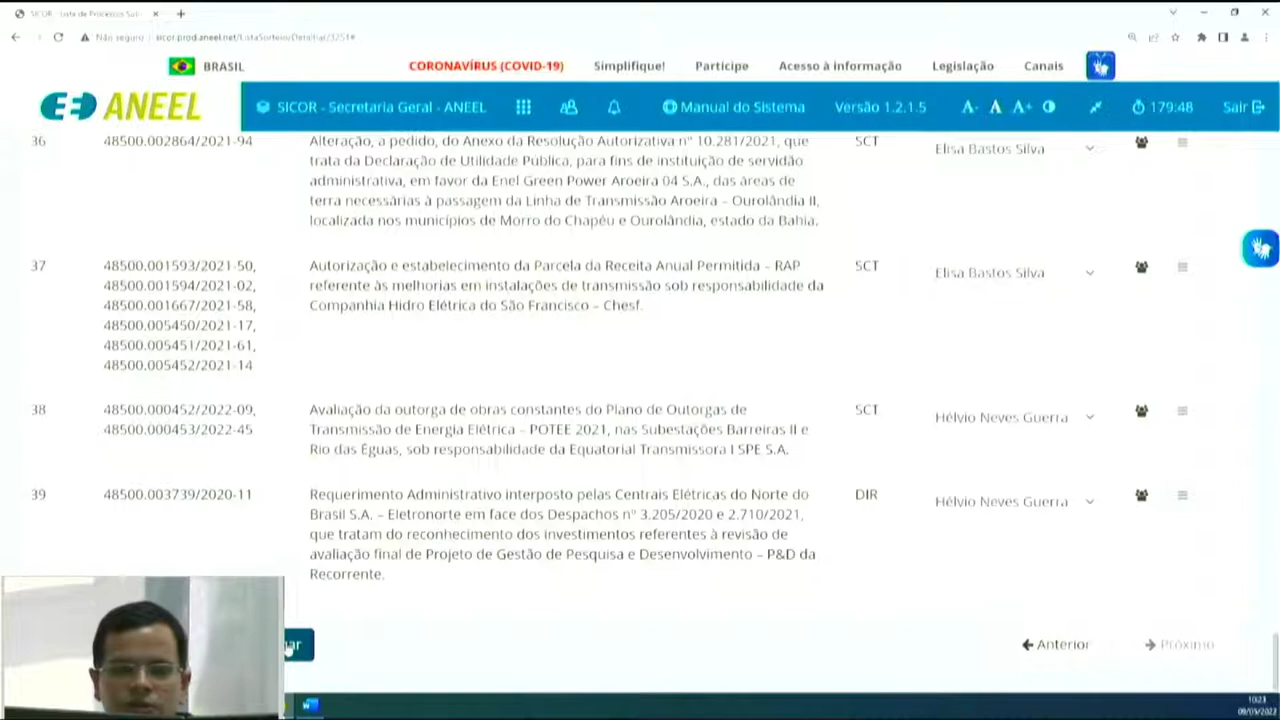 SICOR - Lista de Processos Sub
Não seguro sicor.prod.aneel.net/ListaSorteio/Detalhar/3251#
BRASIL
CORONAVÍRUS (COVID-19)
Simplifique!
Participe
Acesso à informação
Legislação
Canais
ANEEL
SICOR - Secretaria Geral - ANEEL
Manual do Sistema
Versão 1.2.1.5
A- A A+
179:48
Sair
36 48500.002864/2021-94 Alteração, a pedido, do Anexo da Resolução Autorizativa nº 10.281/2021, que SCT Elisa Bastos Silva
trata da Declaração de Utilidade Pública, para fins de instituição de servidão
administrativa, em favor da Enel Green Power Aroeira 04 S.A., das áreas de
terra necessárias à passagem da Linha de Transmissão Aroeira – Ourolândia II,
localizada nos municípios de Morro do Chapéu e Ourolândia, estado da Bahia.
37 48500.001593/2021-50, Autorização e estabelecimento da Parcela da Receita Anual Permitida – RAP SCT Elisa Bastos Silva
48500.001594/2021-02, referente às melhorias em instalações de transmissão sob responsabilidade da
48500.001667/2021-58, Companhia Hidro Elétrica do São Francisco – Chesf.
48500.005450/2021-17,
48500.005451/2021-61,
48500.005452/2021-14
38 48500.000452/2022-09, Avaliação da outorga de obras constantes do Plano de Outorgas de SCT Hélvio Neves Guerra
48500.000453/2022-45 Transmissão de Energia Elétrica – POTEE 2021, nas Subestações Barreiras II e
Rio das Éguas, sob responsabilidade da Equatorial Transmissora I SPE S.A.
39 48500.003739/2020-11 Requerimento Administrativo interposto pelas Centrais Elétricas do Norte do DIR Hélvio Neves Guerra
Brasil S.A. – Eletronorte em face dos Despachos nº 3.205/2020 e 2.710/2021,
que tratam do reconhecimento dos investimentos referentes à revisão de
avaliação final de Projeto de Gestão de Pesquisa e Desenvolvimento – P&D da
Recorrente.
Anterior
Próximo
10:23